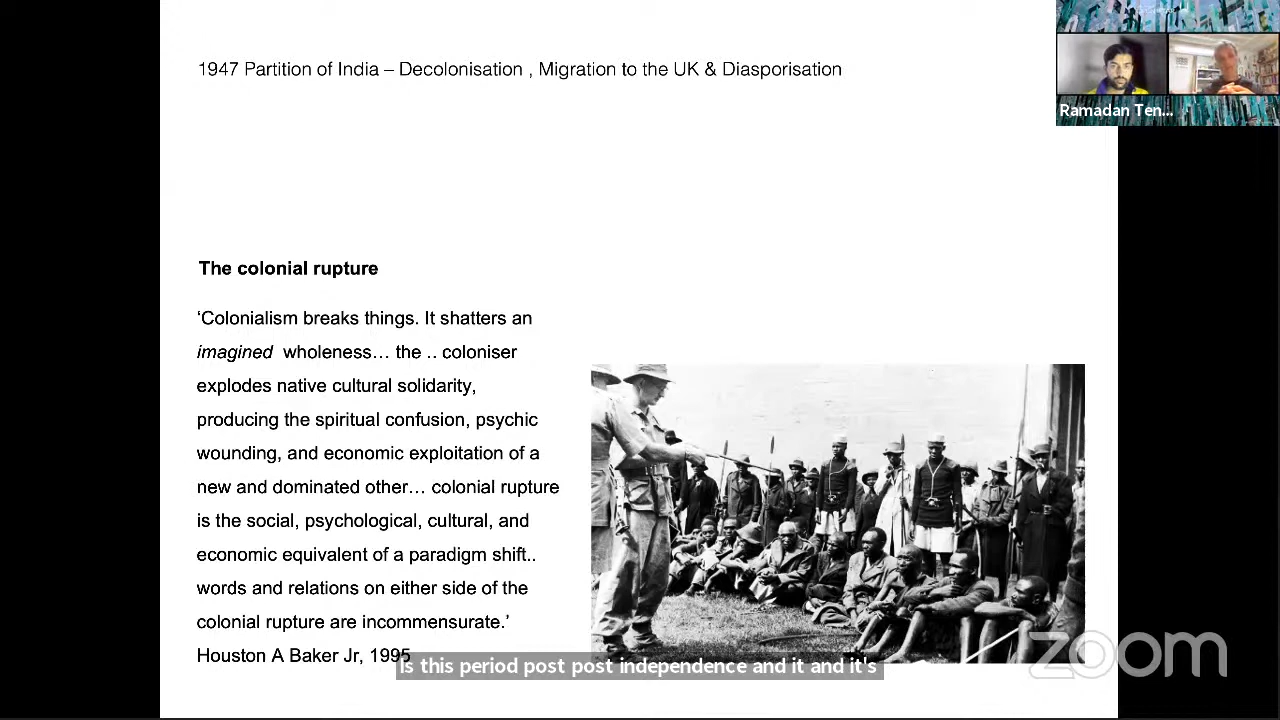 1947 Partition of India – Decolonisation , Migration to the UK & Diasporisation
Ramadan Ten...
The colonial rupture
‘Colonialism breaks things. It shatters an
imagined wholeness… the .. coloniser
explodes native cultural solidarity,
producing the spiritual confusion, psychic
wounding, and economic exploitation of a
new and dominated other… colonial rupture
is the social, psychological, cultural, and
economic equivalent of a paradigm shift..
words and relations on either side of the
colonial rupture are incommensurate.’
Houston A Baker Jr, 1995
is this period post post independence and it and it's
zoom